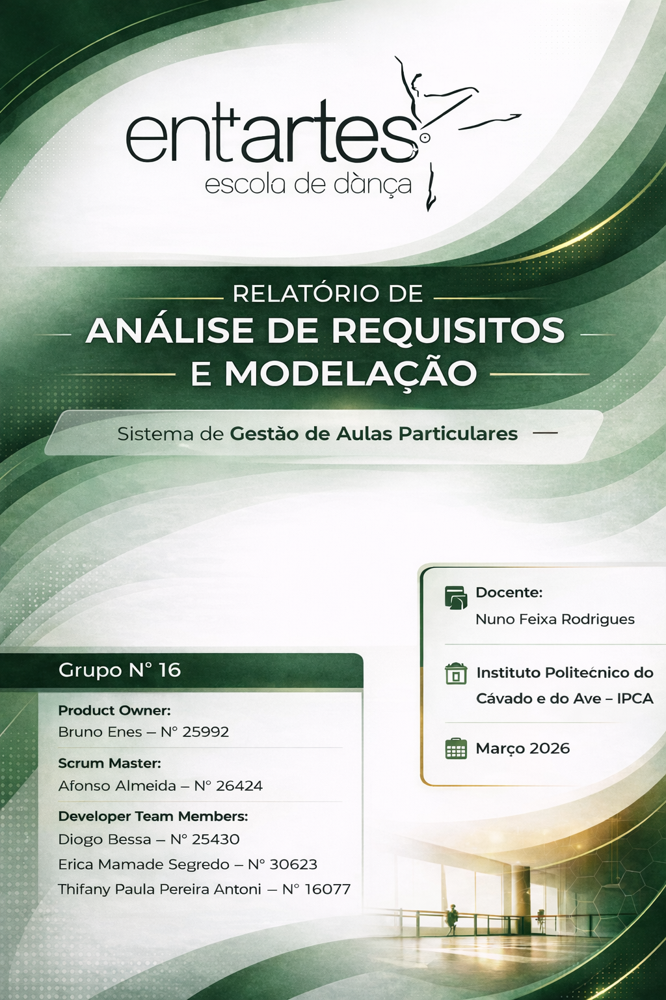 ent+artes
escola de dànça
RELATÓRIO DE
ANÁLISE DE REQUISITOS
E MODELAÇÃO
Sistema de Gestão de Aulas Particulares —
Docente:
Nuno Feixa Rodrigues
Instituto Politećnico do
Cávado e do Ave – IPCA
Março 2026
Grupo N° 16
Product Owner:
Bruno Enes – N° 25992
Scrum Master:
Afonso Almeida – N° 26424
Developer Team Members:
Diogo Bessa – N° 25430
Erica Mamade Segredo – N° 30623
Thifany Paula Pereira Antoni – N° 16077